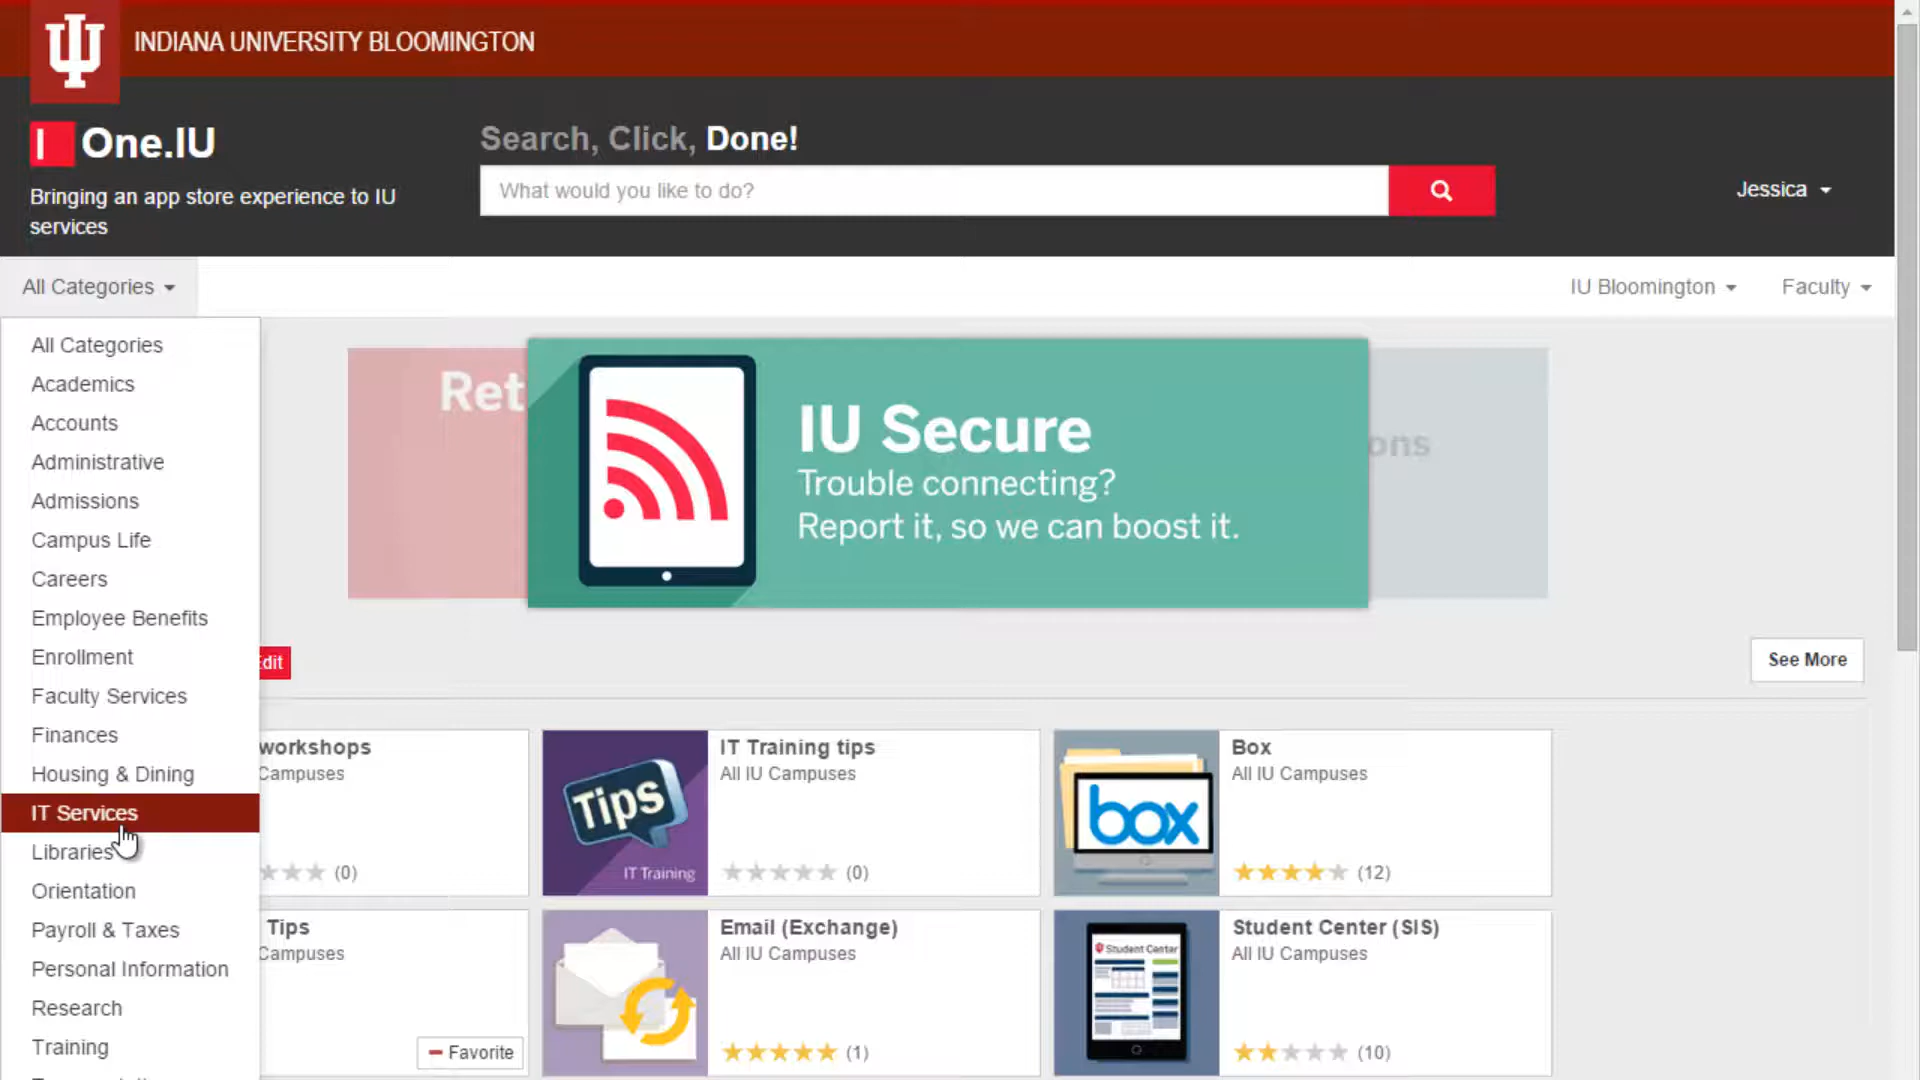 INDIANA UNIVERSITY BLOOMINGTON
One.IU
Bringing an app store experience to IU
services
Search, Click, Done!
What would you like to do?
Jessica
All Categories
IU Bloomington
Faculty
All Categories
Academics
Accounts
Administrative
Admissions
Campus Life
Careers
Employee Benefits
Enrollment
Faculty Services
Finances
Housing & Dining
IT Services
Libraries
Orientation
Payroll & Taxes
Personal Information
Research
Training
Ret
IU Secure
Trouble connecting?
Report it, so we can boost it.
ons
Edit
See More
workshops
Campuses
(0)
Tips
IT Training
IT Training tips
All IU Campuses
(0)
box
Box
All IU Campuses
(12)
Tips
Campuses
Favorite
Email (Exchange)
All IU Campuses
(1)
Student Center
Student Center (SIS)
All IU Campuses
(10)